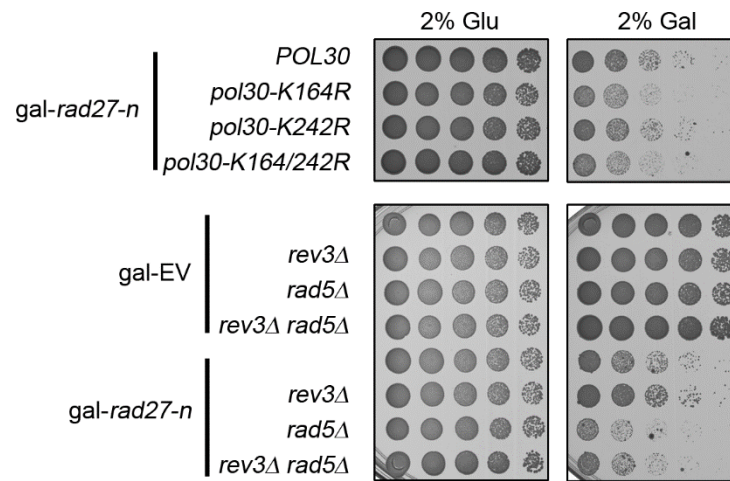 2% Glu 2% Gal
gal-rad27-n
POL30
pol30-K164R
pol30-K242R
pol30-K164/242R
gal-EV
rev3Δ
rad5Δ
rev3Δ rad5Δ
gal-rad27-n
rev3Δ
rad5Δ
rev3Δ rad5Δ